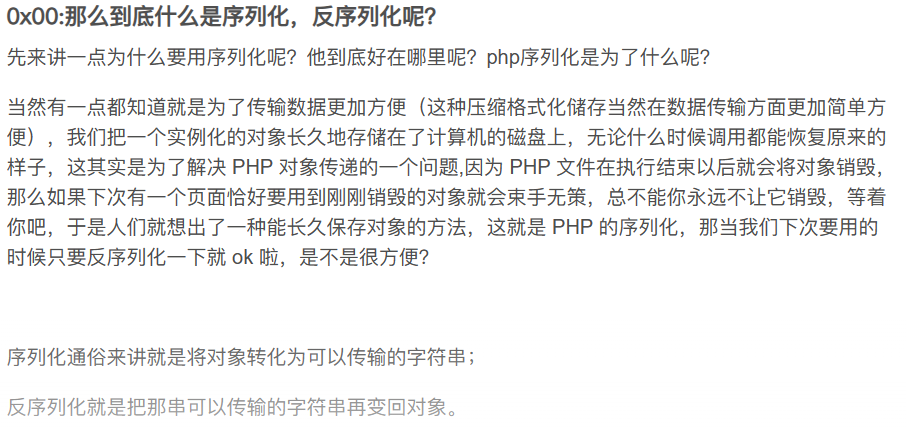 0x00:那么到底什么是序列化，反序列化呢?
先来讲一点为什么要用序列化呢？他到底好在哪里呢？php序列化是为了什么呢？
当然有一点都知道就是为了传输数据更加方便（这种压缩格式化储存当然在数据传输方面更加简单方
便），我们把一个实例化的对象长久地存储在了计算机的磁盘上，无论什么时候调用都能恢复原来的
样子，这其实是为了解决 PHP 对象传递的一个问题,因为 PHP 文件在执行结束以后就会将对象销毁，
那么如果下次有一个页面恰好要用到刚刚销毁的对象就会束手无策，总不能你永远不让它销毁，等着
你吧，于是人们就想出了一种能长久保存对象的方法，这就是 PHP 的序列化，那当我们下次要用的
时候只要反序列化一下就 ok 啦，是不是很方便?
序列化通俗来讲就是将对象转化为可以传输的字符串；
反序列化就是把那串可以传输的字符串再变回对象。